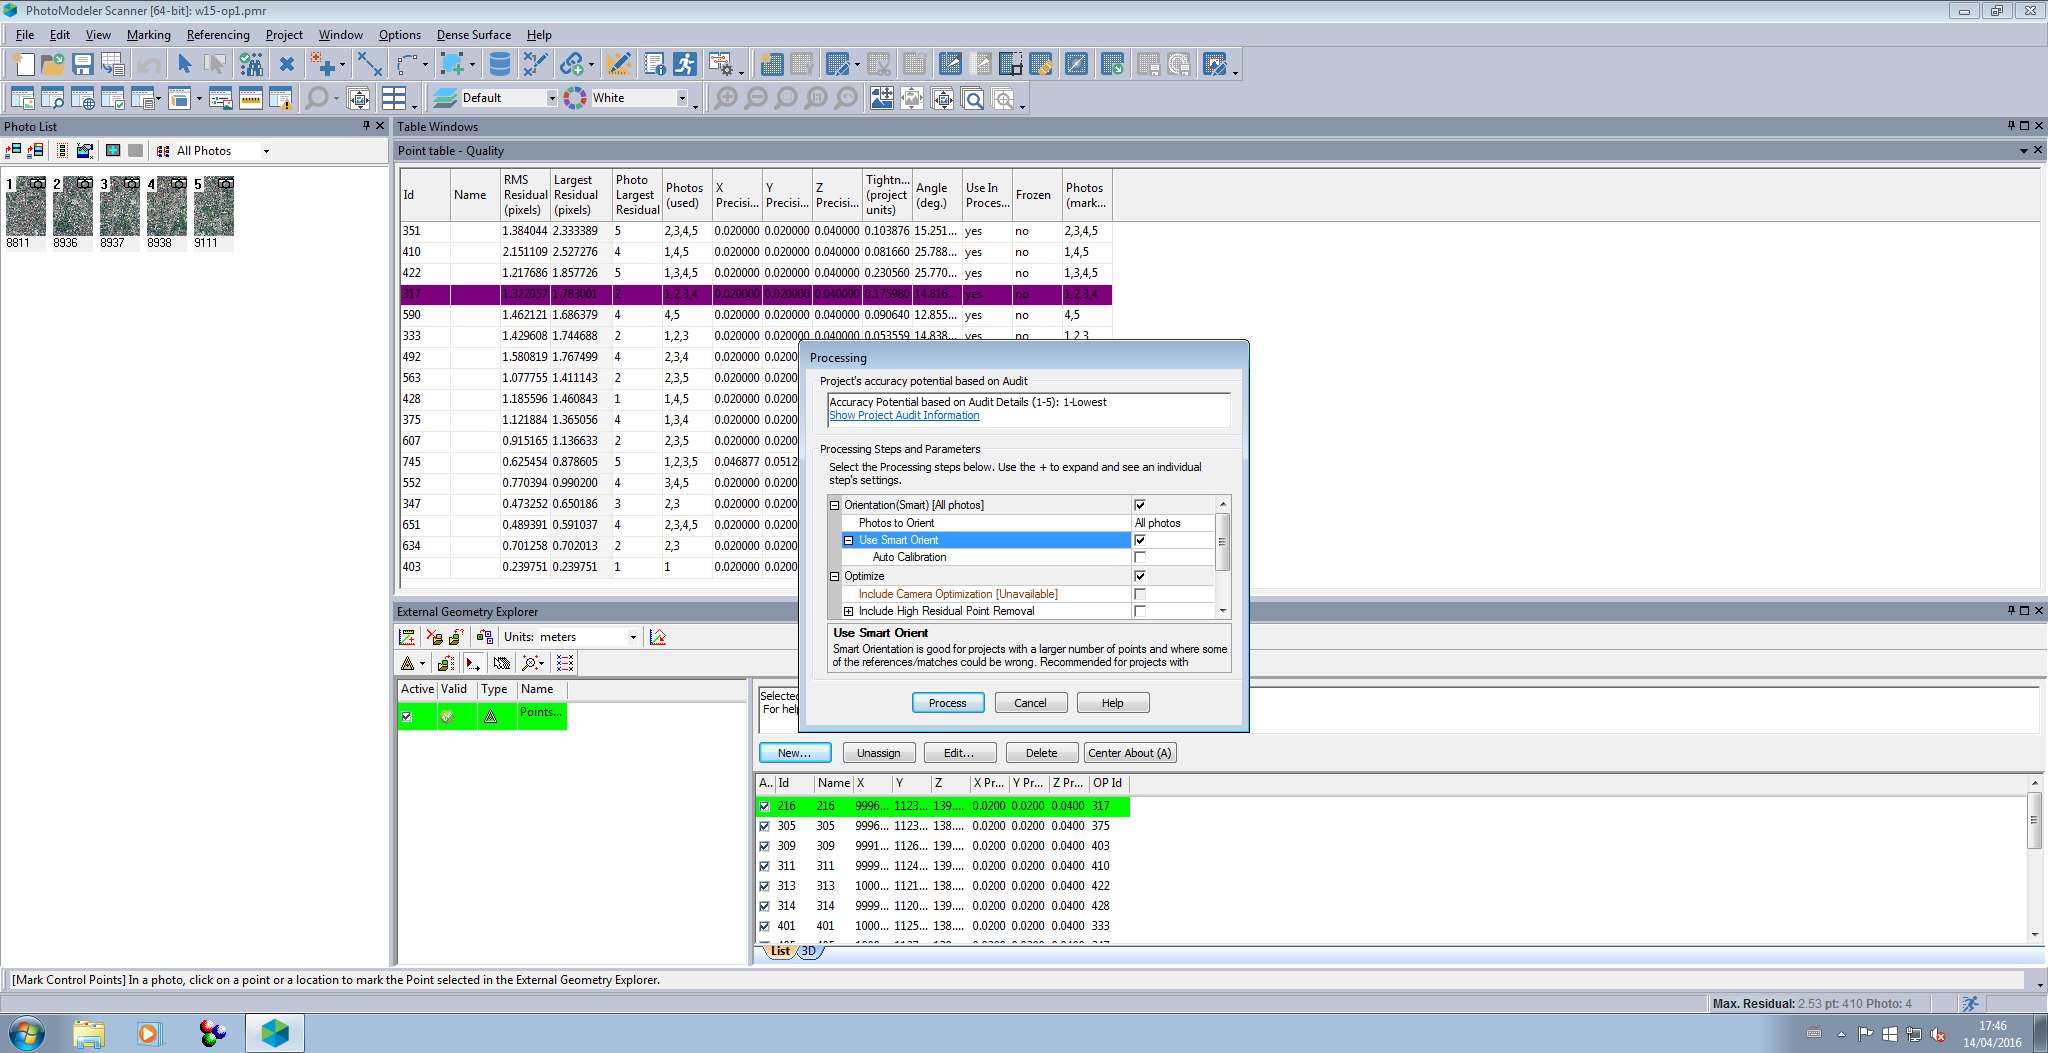 PhotoModeler Scanner [64-bit]: w15-op1.pmr
File Edit View Marking Referencing Project Window Options Dense Surface Help
Default White
Photo List
All Photos
1 2 3 4 5
8811 8936 8937 8938 9111
Table Windows
Point table - Quality
Id Name RMS Residual (pixels) Largest Residual (pixels) Photo Largest Residual Photos (used) X Precisi... Y Precisi... Z Precisi... Tightn... (project units) Angle (deg.) Use In Proces... Frozen Photos (mark...
351 1.384044 2.333389 5 2,3,4,5 0.020000 0.020000 0.040000 0.103876 15.251... yes no 2,3,4,5
410 2.151109 2.527276 4 1,4,5 0.020000 0.020000 0.040000 0.081660 25.788... yes no 1,4,5
422 1.217686 1.857726 5 1,3,4,5 0.020000 0.020000 0.040000 0.230560 25.770... yes no 1,3,4,5
317 1.322057 1.783001 2 1,2,3,4 0.020000 0.020000 0.040000 0.175980 14.816... yes no 1,2,3,4
590 1.462121 1.686379 4 4,5 0.020000 0.020000 0.040000 0.090640 12.855... yes no 4,5
333 1.429608 1.744688 2 1,2,3 0.020000 0.020000 0.040000 0.053559 14.838... yes no 1,2,3
492 1.580819 1.767499 4 2,3,4 0.020000 0.0200
563 1.077755 1.411143 2 2,3,5 0.020000 0.0200
428 1.185596 1.460843 1 1,4,5 0.020000 0.0200
375 1.121884 1.365056 4 1,3,4 0.020000 0.0200
607 0.915165 1.136633 2 2,3,5 0.020000 0.0200
745 0.625454 0.878605 5 1,2,3,5 0.046877 0.0512
552 0.770394 0.990200 4 3,4,5 0.020000 0.0200
347 0.473252 0.650186 3 2,3 0.020000 0.0200
651 0.489391 0.591037 4 2,3,4,5 0.020000 0.0200
634 0.701258 0.702013 2 2,3 0.020000 0.0200
403 0.239751 0.239751 1 1 0.020000 0.0200
Processing
Project's accuracy potential based on Audit
Accuracy Potential based on Audit Details (1-5): 1-Lowest
Show Project Audit Information
Processing Steps and Parameters
Select the Processing steps below. Use the + to expand and see an individual
step's settings.
Orientation(Smart) [All photos]
Photos to Orient All photos
Use Smart Orient
Auto Calibration
Optimize
Include Camera Optimization [Unavailable]
Include High Residual Point Removal
Use Smart Orient
Smart Orientation is good for projects with a larger number of points and where some
of the references/matches could be wrong. Recommended for projects with
Process Cancel Help
External Geometry Explorer
Units: meters
Active Valid Type Name
Points...
Selected
For help
New... Unassign Edit... Delete Center About (A)
A.. Id Name X Y Z X Pr... Y Pr... Z Pr... OP Id
216 216 9996... 1123... 139.... 0.0200 0.0200 0.0400 317
305 305 9996... 1123... 138.... 0.0200 0.0200 0.0400 375
309 309 9991... 1126... 139.... 0.0200 0.0200 0.0400 403
311 311 9999... 1124... 139.... 0.0200 0.0200 0.0400 410
313 313 1000... 1121... 138.... 0.0200 0.0200 0.0400 422
314 314 9999... 1120... 139.... 0.0200 0.0200 0.0400 428
401 401 1000... 1125... 138.... 0.0200 0.0200 0.0400 333
List 3D
[Mark Control Points] In a photo, click on a point or a location to mark the Point selected in the External Geometry Explorer.
Max. Residual: 2.53 pt: 410 Photo: 4
17:46
14/04/2016